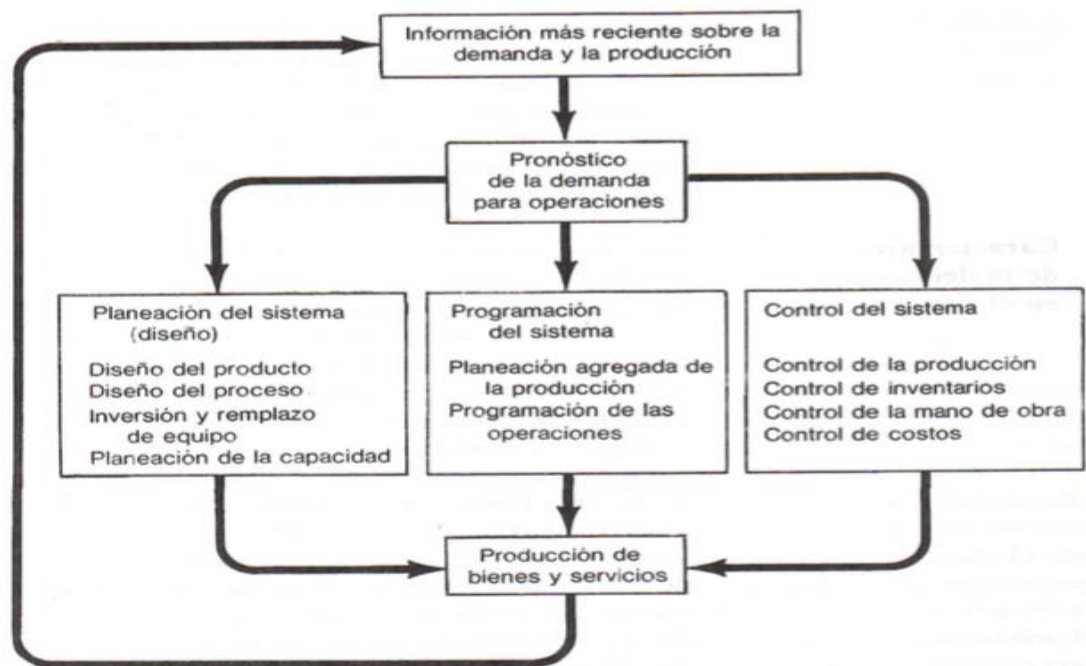 Información más reciente sobre la
demanda y la producción
Pronóstico
de la demanda
para operaciones
Planeación del sistema
(diseño)
Diseño del producto
Diseño del proceso
Inversión y remplazo
de equipo
Planeación de la capacidad
Programación
del sistema
Planeación agregada de
la producción
Programación de las
operaciones
Control del sistema
Control de la producción
Control de inventarios
Control de la mano de obra
Control de costos
Producción de
bienes y servicios